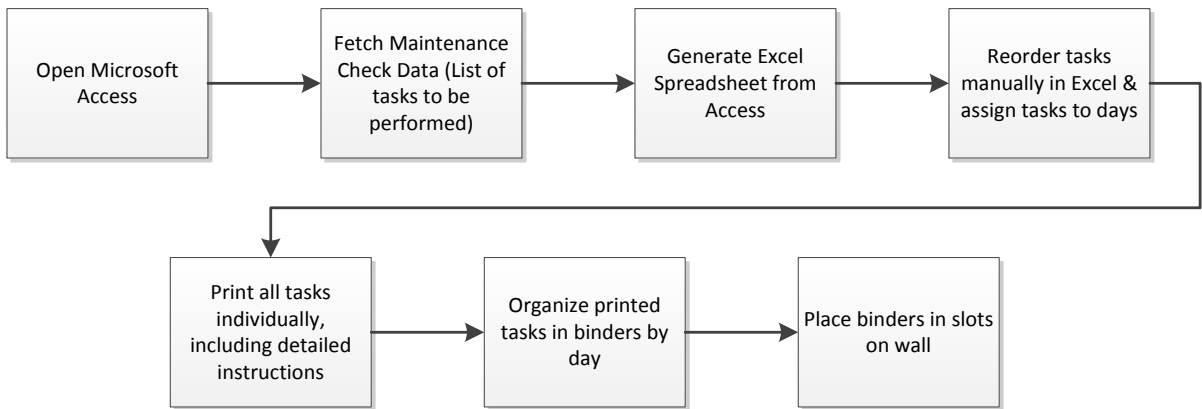 Open Microsoft
Access
Fetch Maintenance
Check Data (List of
tasks to be
performed)
Generate Excel
Spreadsheet from
Access
Reorder tasks
manually in Excel &
assign tasks to days
Print all tasks
individually,
including detailed
instructions
Organize printed
tasks in binders by
day
Place binders in slots
on wall